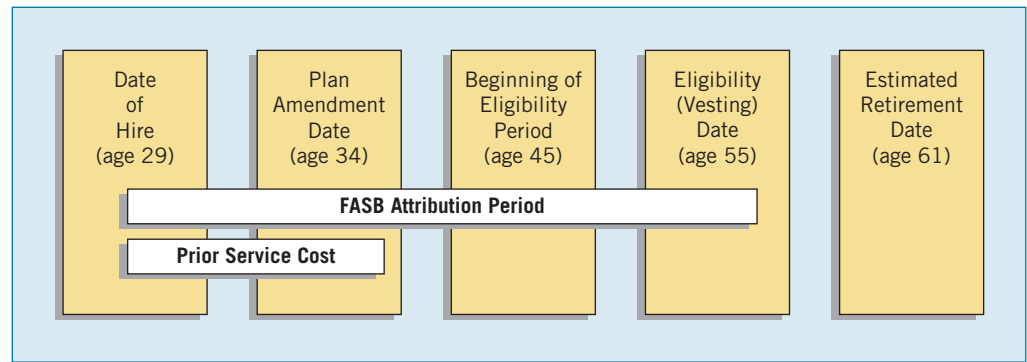 Date
of
Hire
(age 29)
Plan
Amendment
Date
(age 34)
Beginning of
Eligibility
Period
(age 45)
Eligibility
(Vesting)
Date
(age 55)
Estimated
Retirement
Date
(age 61)
FASB Attribution Period
Prior Service Cost